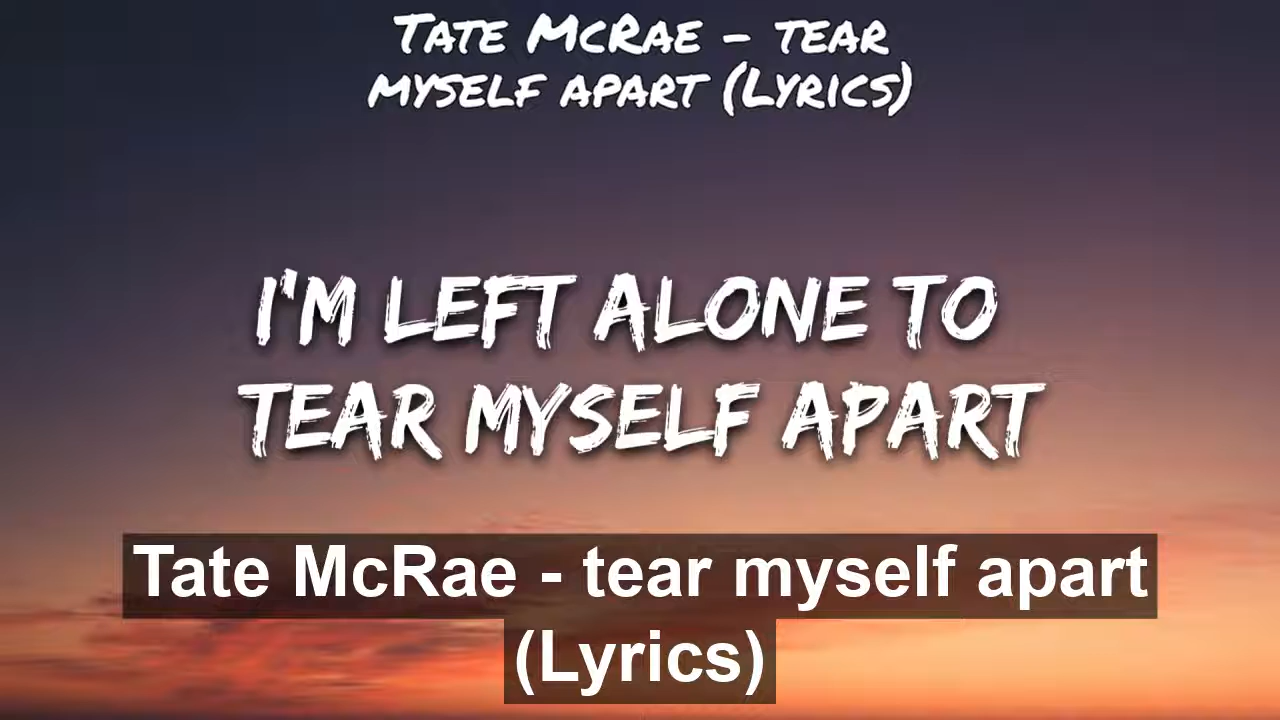 Tate McRae - tear
myself apart (Lyrics)
I'M LEFT ALONE TO
TEAR MYSELF APART
Tate McRae - tear myself apart
(Lyrics)